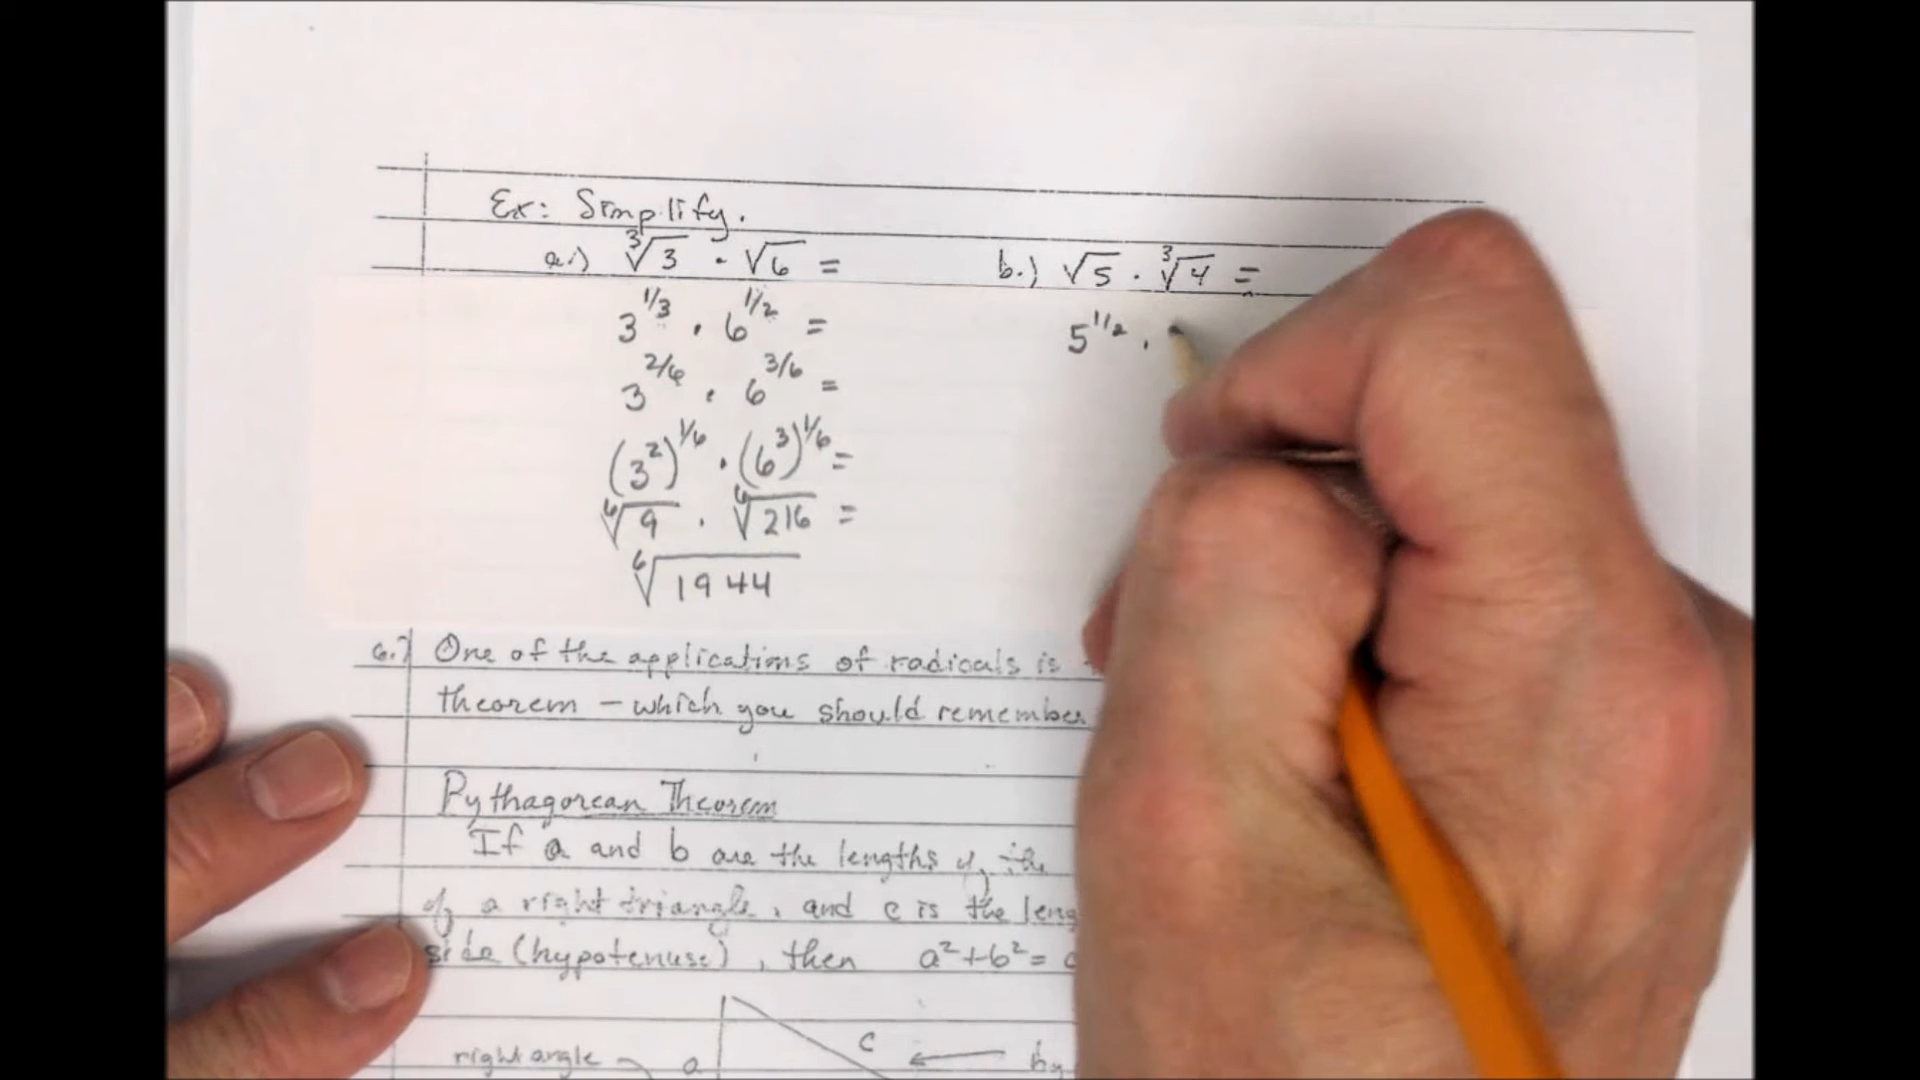 Ex: Simplify.
a.) ∛3 · √6 =
3^1/3 · 6^1/2 =
3^2/6 · 6^3/6 =
(3^2)^1/6 · (6^3)^1/6 =
⁶√9 · ⁶√216 =
⁶√1944
b.) √5 · ∛4 =
5^1/2 ·
6.) One of the applications of radicals is
theorem – which you should remember
Pythagorean Theorem
If a and b are the lengths of the
of a right triangle, and c is the
side (hypotenuse), then a²+b²=
right angle a c